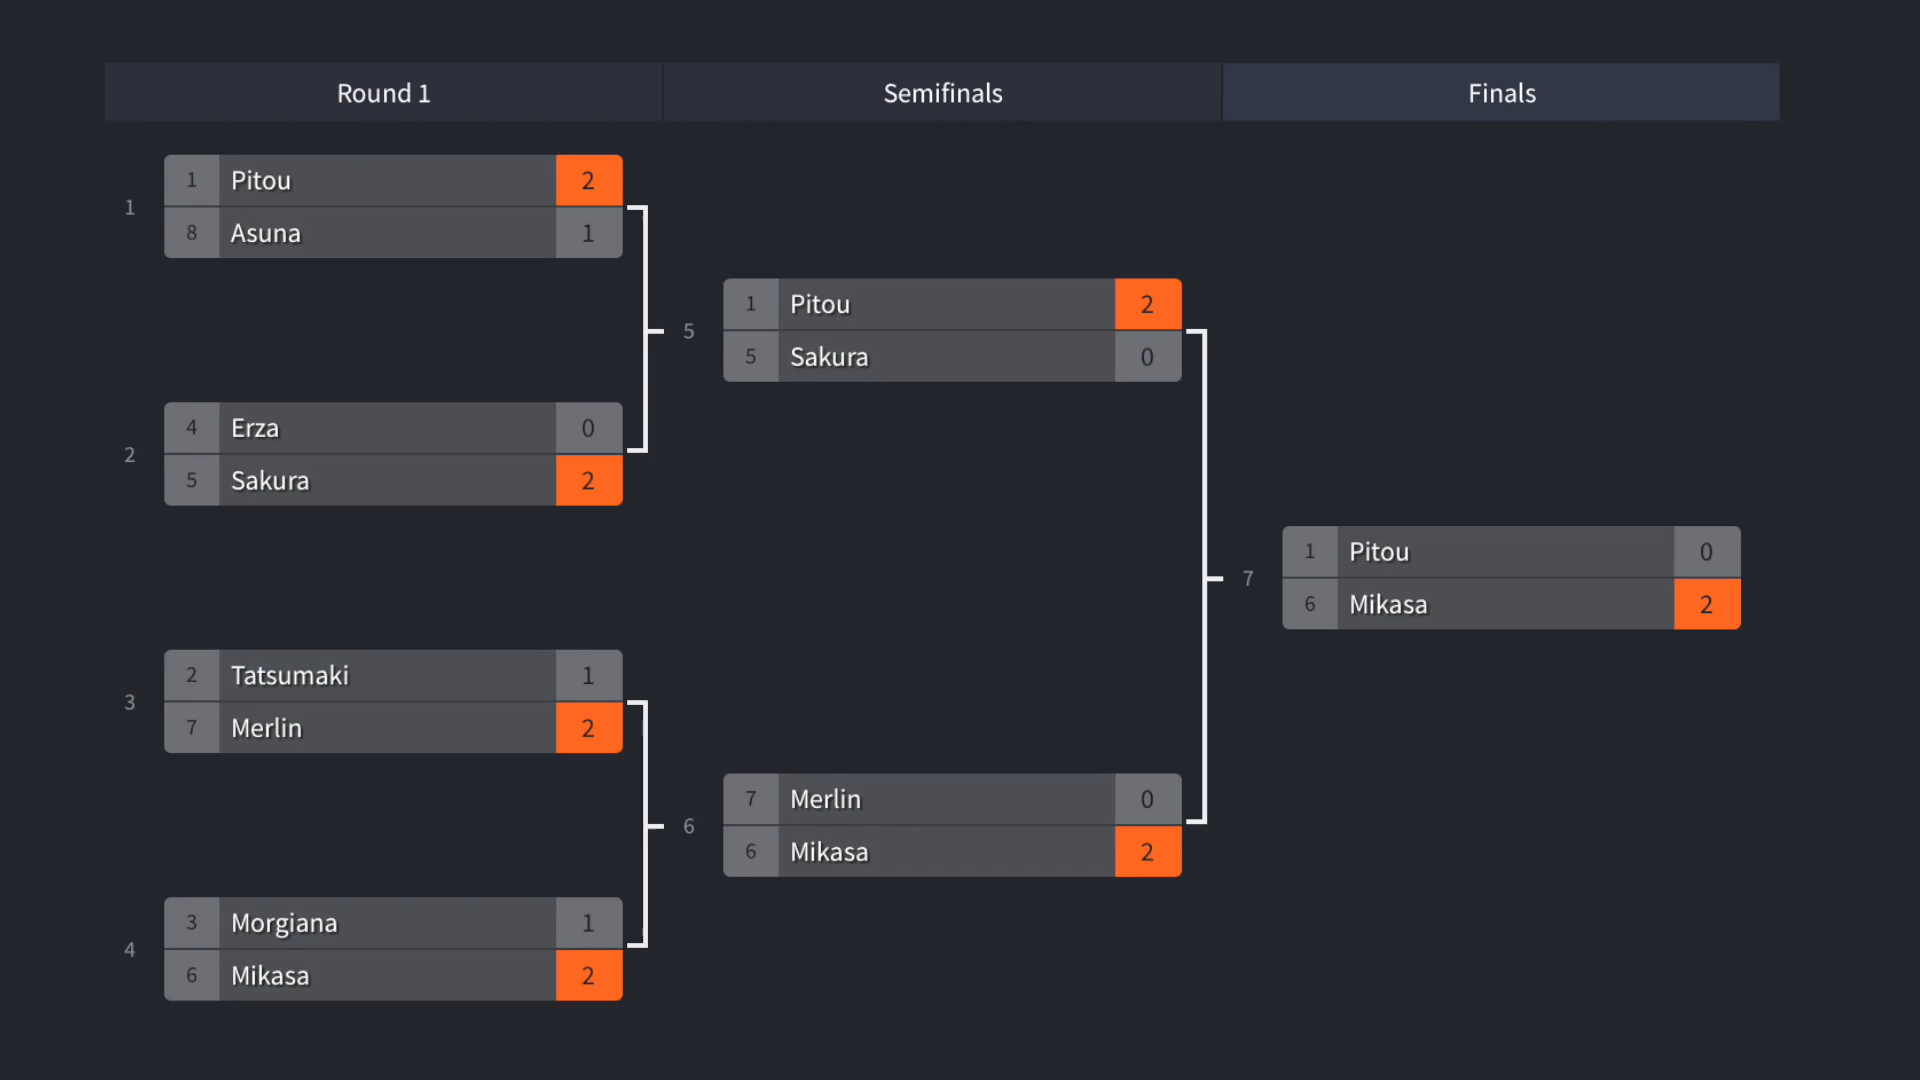 Round 1
Semifinals
Finals
1
1 Pitou 2
8 Asuna 1
2
4 Erza 0
5 Sakura 2
3
2 Tatsumaki 1
7 Merlin 2
4
3 Morgiana 1
6 Mikasa 2
5
1 Pitou 2
5 Sakura 0
6
7 Merlin 0
6 Mikasa 2
7
1 Pitou 0
6 Mikasa 2